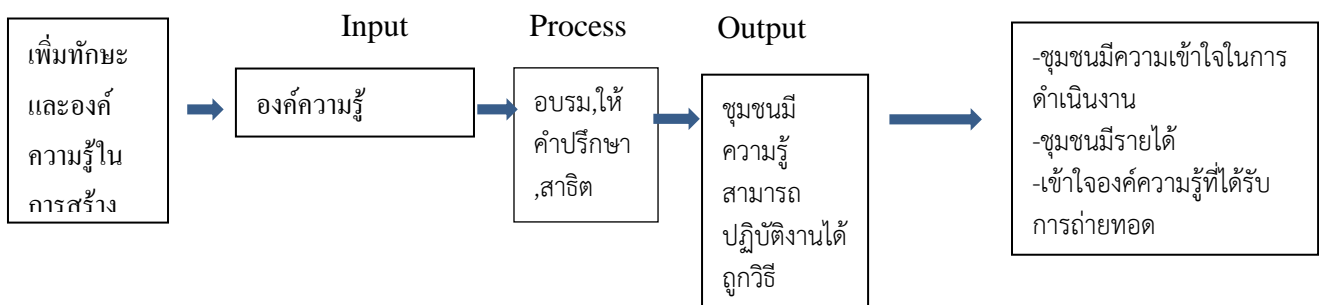 Input
Process
Output
เพิ่มทักษะ
และองค์
ความรู้ใน
การสร้าง
องค์ความรู้
อบรม,ให้
คำปรึกษา
,สาธิต
ชุมชนมี
ความรู้
สามารถ
ปฏิบัติงานได้
ถูกวิธี
-ชุมชนมีความเข้าใจในการ
ดำเนินงาน
-ชุมชนมีรายได้
-เข้าใจองค์ความรู้ที่ได้รับ
การถ่ายทอด